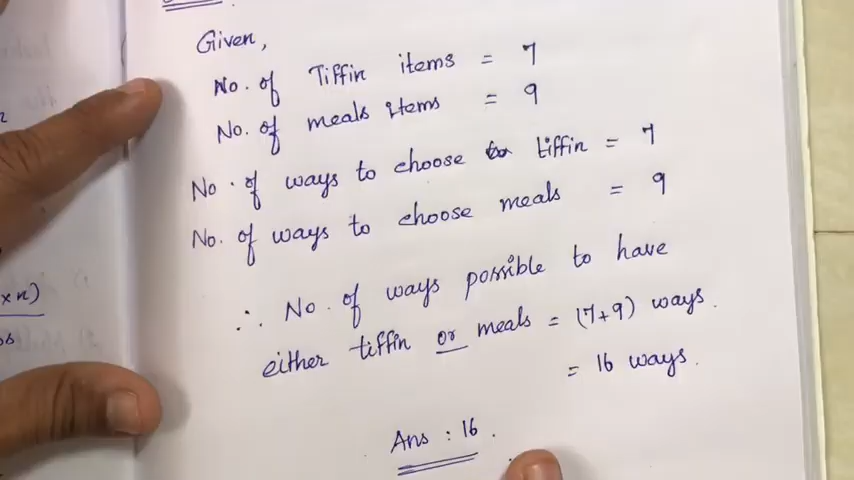 Given,
No. of Tiffin items = 7
No. of meals items = 9
No. of ways to choose tiffin = 7
No. of ways to choose meals = 9
∴ No. of ways possible to have
either tiffin or meals = (7+9) ways.
= 16 ways.
Ans : 16.
x n)